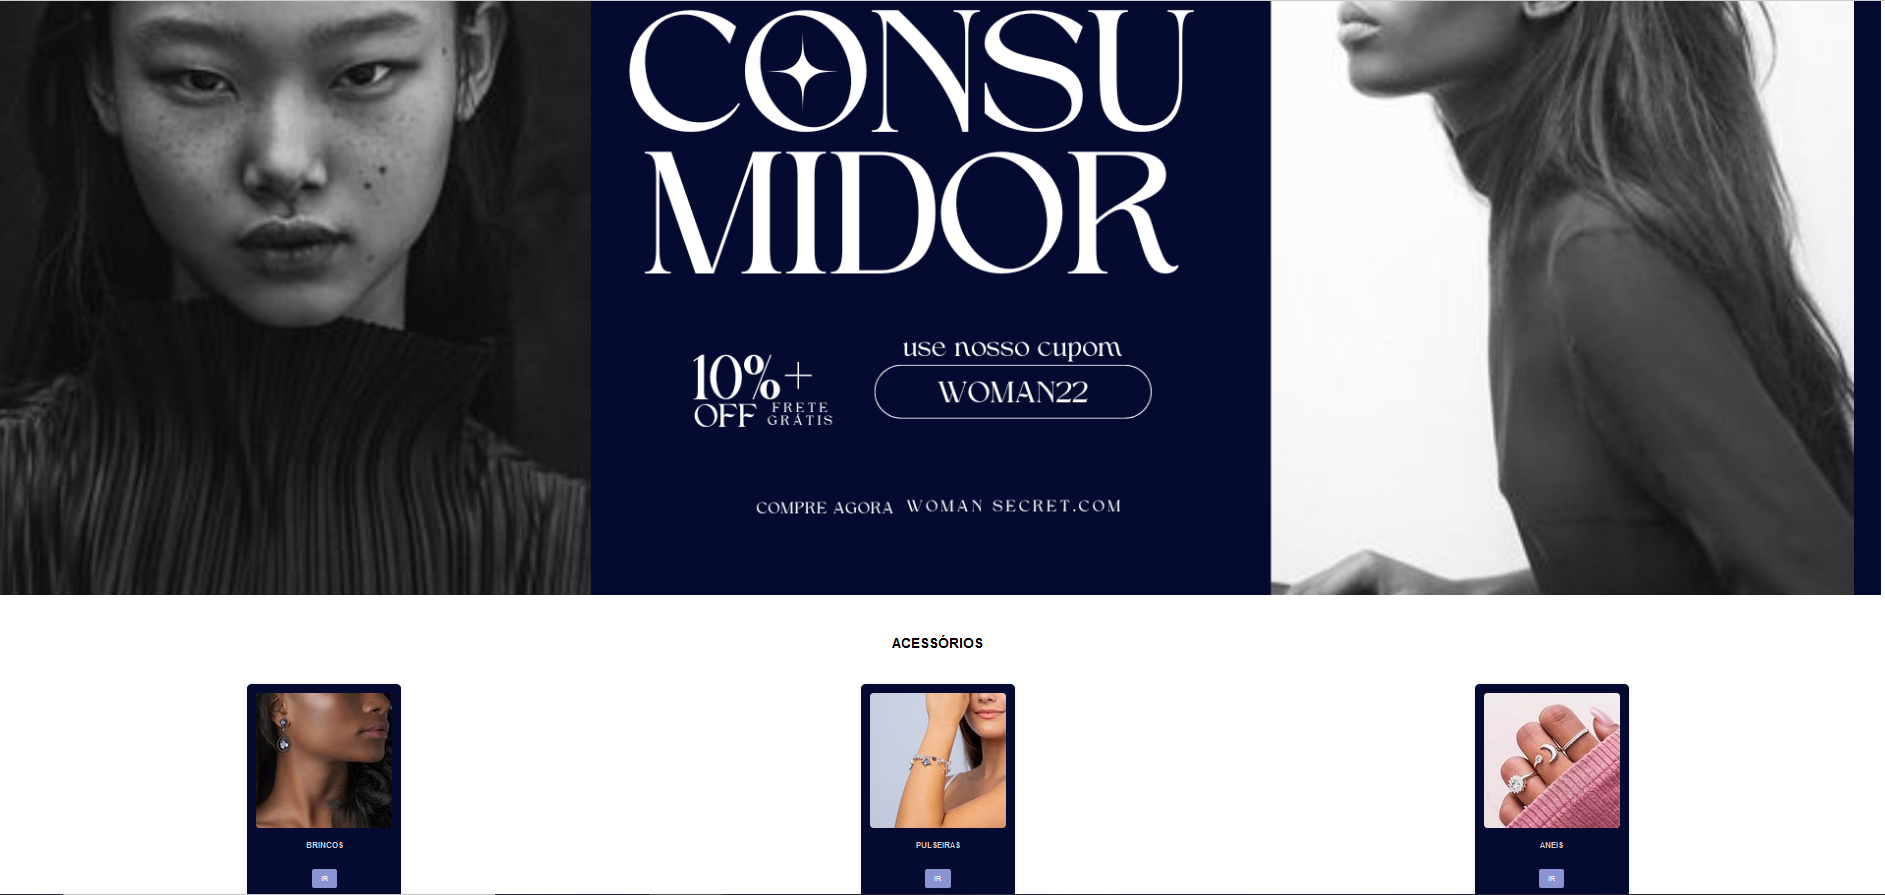 CONSU
MIDOR
10%+
OFF FRETE
GRÁTIS
use nosso cupom
WOMAN22
COMPRE AGORA WOMAN SECRET.COM
ACESSÓRIOS
BRINCOS
PULSEIRAS
ANEIS
IR
IR
IR